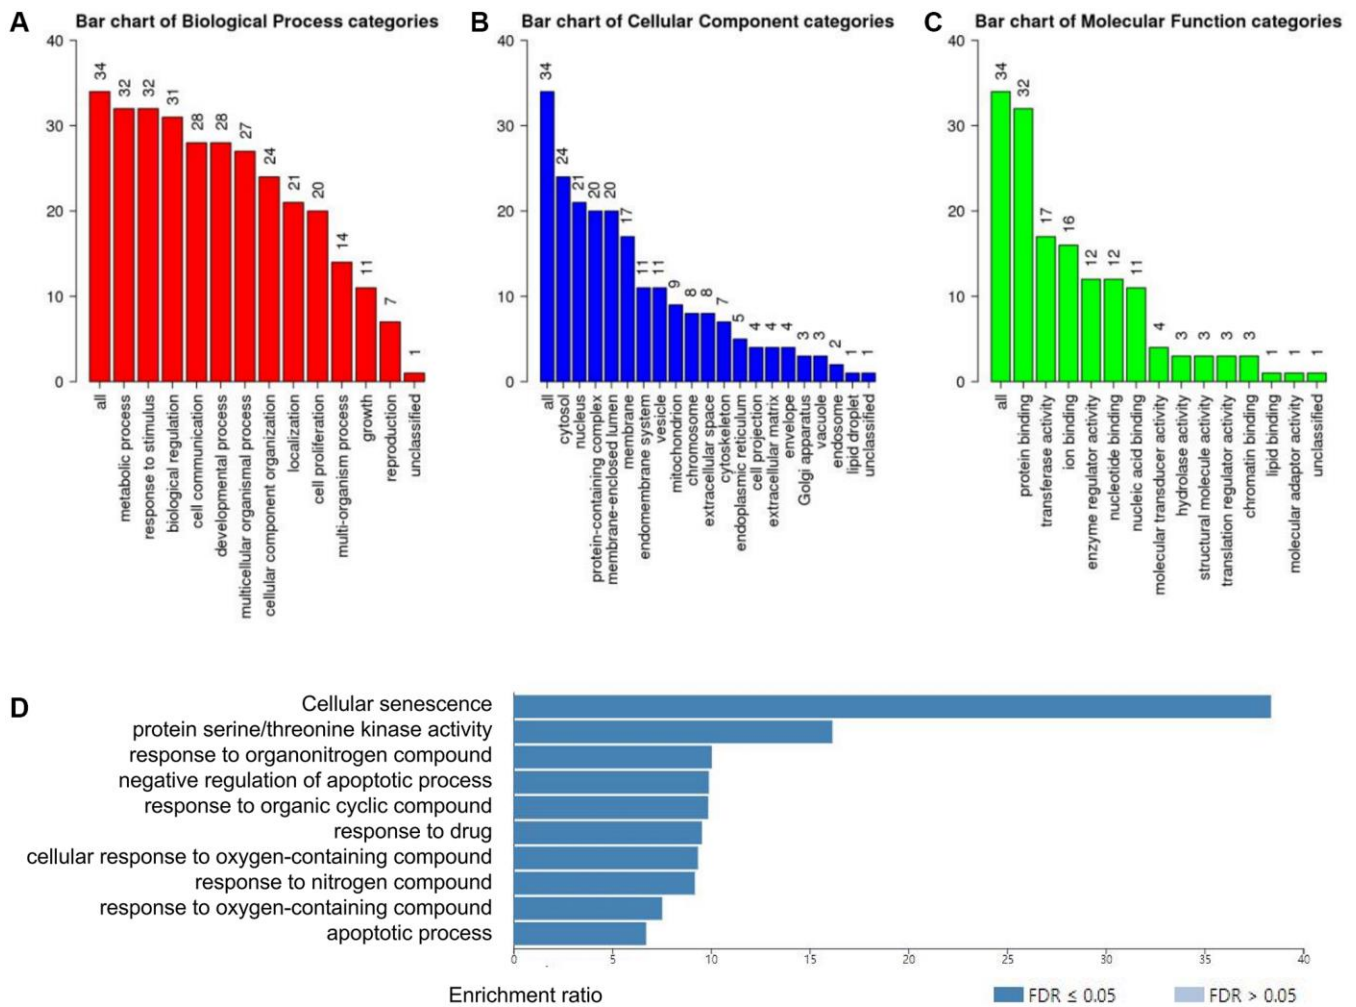 A
Bar chart of Biological Process categories
40
30
20
10
0
34
32
32
31
28
28
27
24
21
20
14
11
7
1
all
metabolic process
response to stimulus
biological regulation
cell communication
developmental process
multicellular organismal process
cellular component organization
localization
cell proliferation
multi-organism process
growth
reproduction
unclassified
B
Bar chart of Cellular Component categories
40
30
20
10
0
34
24
21
20
20
17
11
11
9
8
8
7
5
4
4
4
3
3
2
1
1
all
cytosol
nucleus
protein-containing complex
membrane-enclosed lumen
membrane
endomembrane system
vesicle
mitochondrion
chromosome
extracellular space
cytoskeleton
endoplasmic reticulum
cell projection
extracellular matrix
envelope
Golgi apparatus
vacuole
endosome
lipid droplet
unclassified
C
Bar chart of Molecular Function categories
40
30
20
10
0
34
32
17
16
12
12
11
4
3
3
3
3
1
1
1
all
protein binding
transferase activity
ion binding
enzyme regulator activity
nucleotide binding
nucleic acid binding
molecular transducer activity
hydrolase activity
structural molecule activity
translation regulator activity
chromatin binding
lipid binding
molecular adaptor activity
unclassified
D
Cellular senescence
protein serine/threonine kinase activity
response to organonitrogen compound
negative regulation of apoptotic process
response to organic cyclic compound
response to drug
cellular response to oxygen-containing compound
response to nitrogen compound
response to oxygen-containing compound
apoptotic process
0 5 10 15 20 25 30 35 40
Enrichment ratio
FDR ≤ 0.05
FDR > 0.05